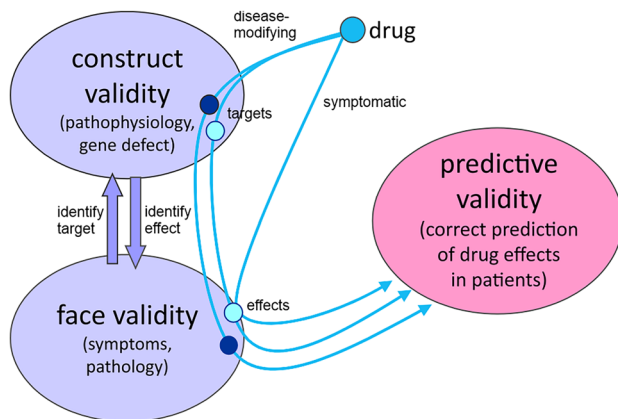 disease-
modifying
drug
construct
validity
(pathophysiology,
gene defect)
targets
symptomatic
identify
target
identify
effect
predictive
validity
(correct prediction
of drug effects
in patients)
effects
face validity
(symptoms,
pathology)